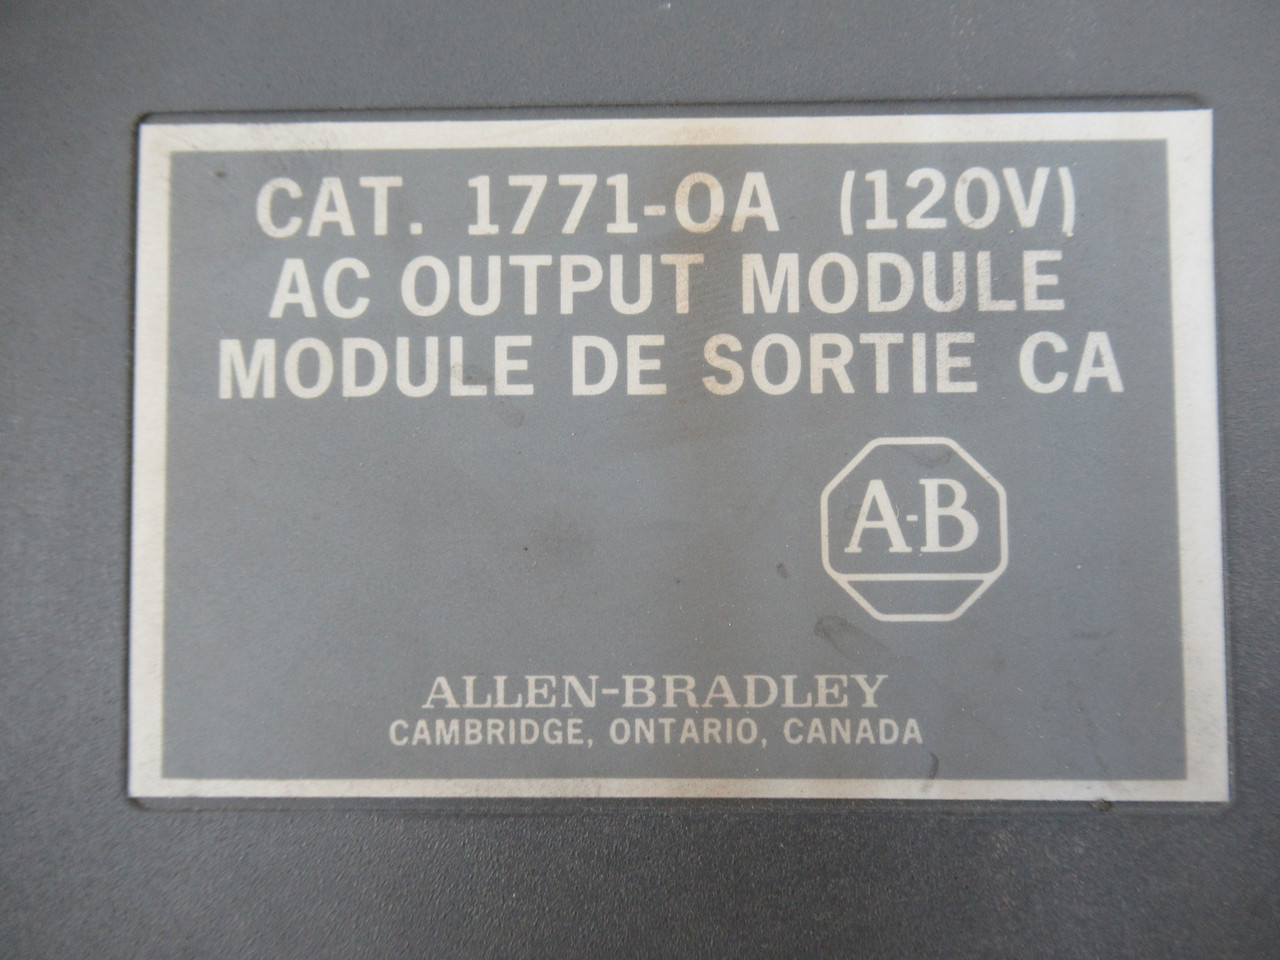 CAT. 1771-OA (120V)
AC OUTPUT MODULE
MODULE DE SORTIE CA
A-B
ALLEN-BRADLEY
CAMBRIDGE, ONTARIO, CANADA